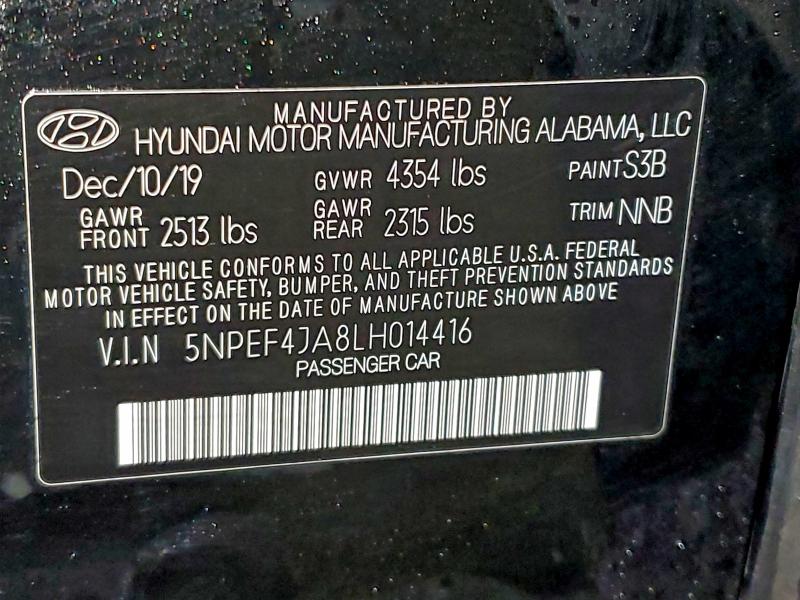 MANUFACTURED BY
HYUNDAI MOTOR MANUFACTURING ALABAMA, LLC
Dec/10/19 GVWR 4354 lbs PAINT S3B
GAWR FRONT 2513 lbs GAWR REAR 2315 lbs TRIM NNB
THIS VEHICLE CONFORMS TO ALL APPLICABLE U.S.A. FEDERAL
MOTOR VEHICLE SAFETY, BUMPER, AND THEFT PREVENTION STANDARDS
IN EFFECT ON THE DATE OF MANUFACTURE SHOWN ABOVE
V.I.N 5NPEF4JA8LH014416
PASSENGER CAR